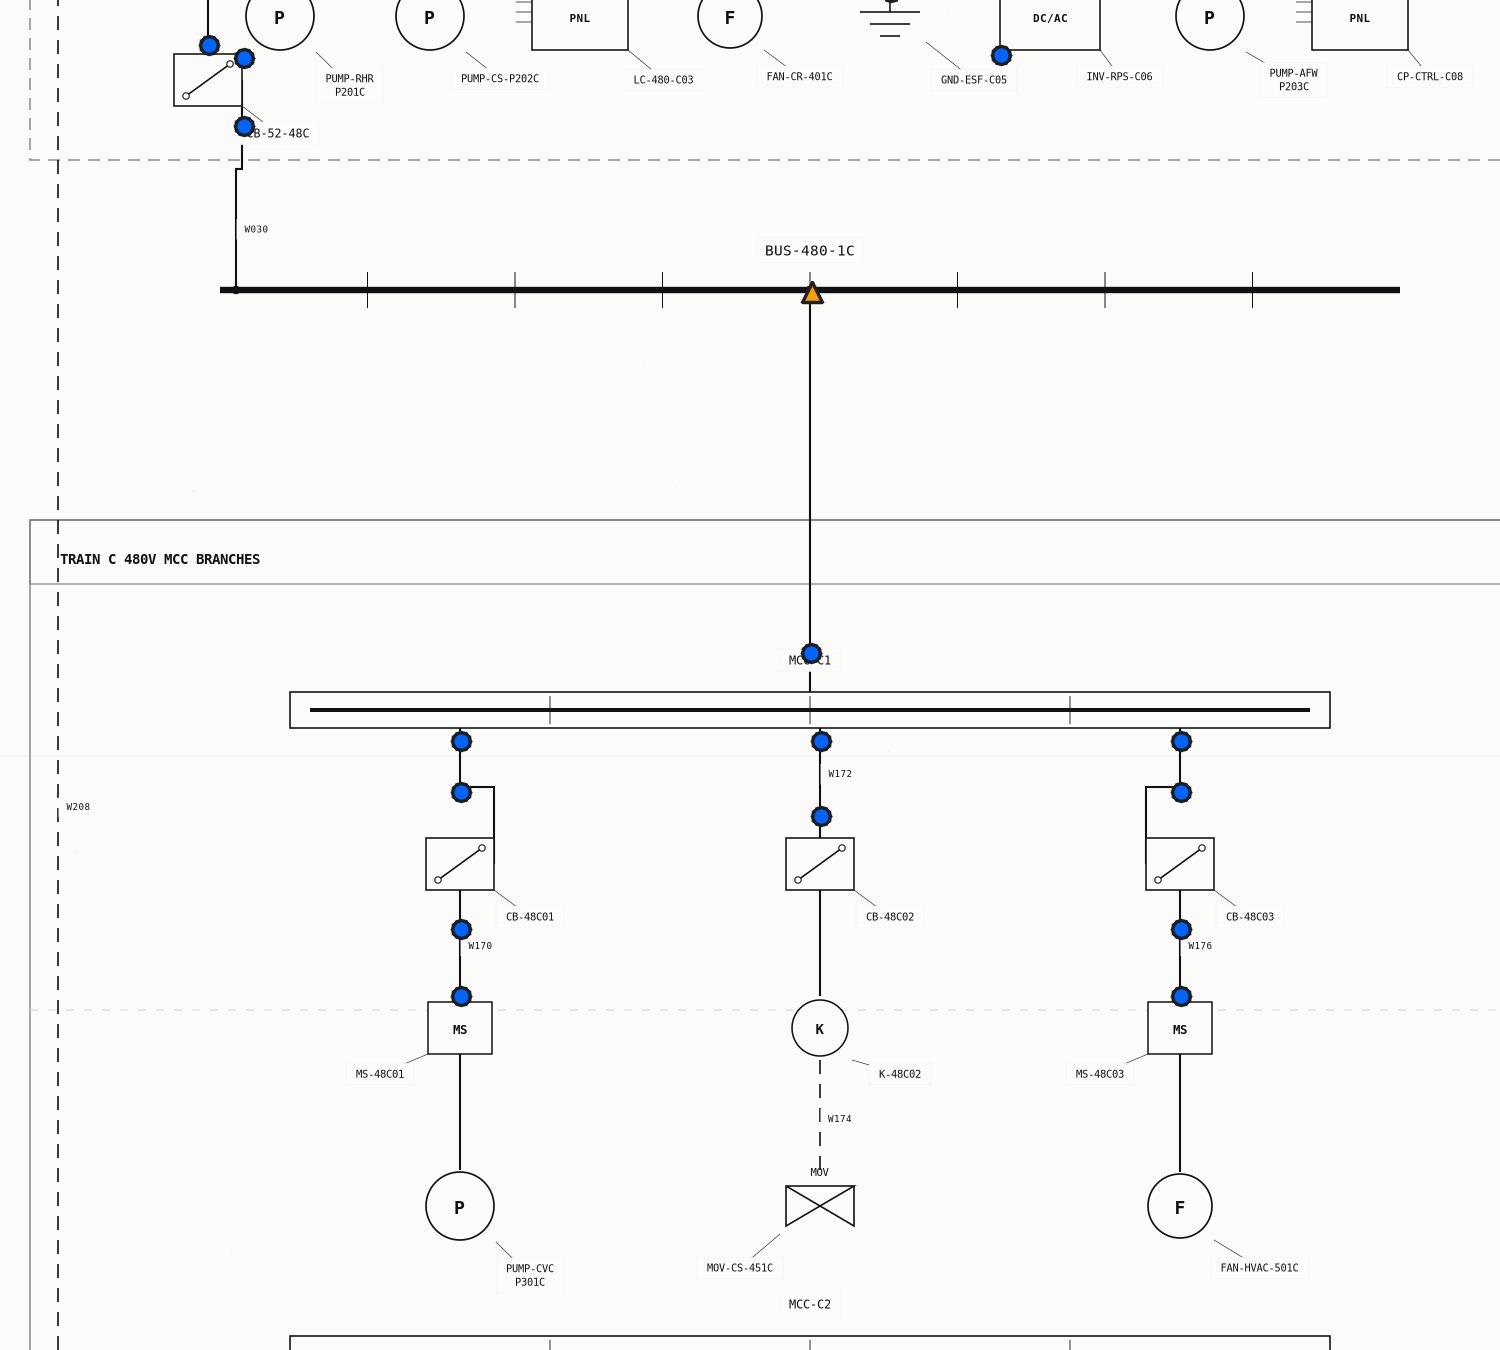 P
P
PNL
F
DC/AC
P
PNL
PUMP-RHR
P201C
PUMP-CS-P202C
LC-480-C03
FAN-CR-401C
GND-ESF-C05
INV-RPS-C06
PUMP-AFW
P203C
CP-CTRL-C08
CB-52-48C
W030
BUS-480-1C
TRAIN C 480V MCC BRANCHES
MCC-C1
W172
W208
CB-48C01
CB-48C02
CB-48C03
W170
W176
MS
K
MS
MS-48C01
K-48C02
MS-48C03
W174
MOV
P
F
MOV-CS-451C
PUMP-CVC
P301C
FAN-HVAC-501C
MCC-C2